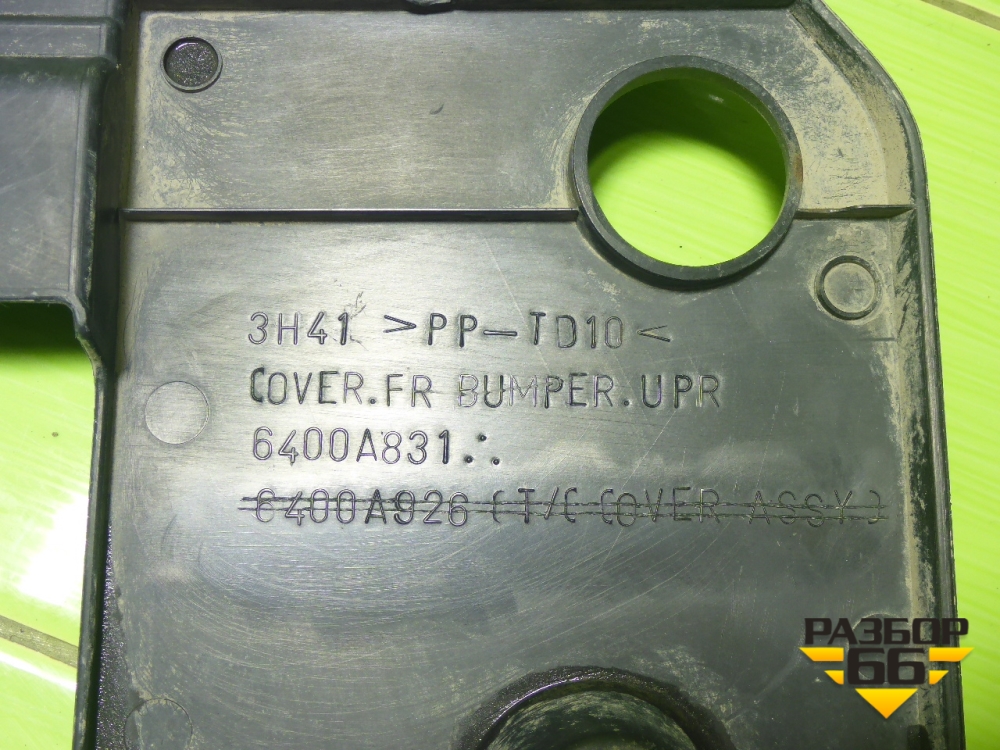 3H41 >PP-TD10<
COVER.FR BUMPER.UPR
6400A831
6400A926 (T/C COVER ASSY)
РАЗБОР
66